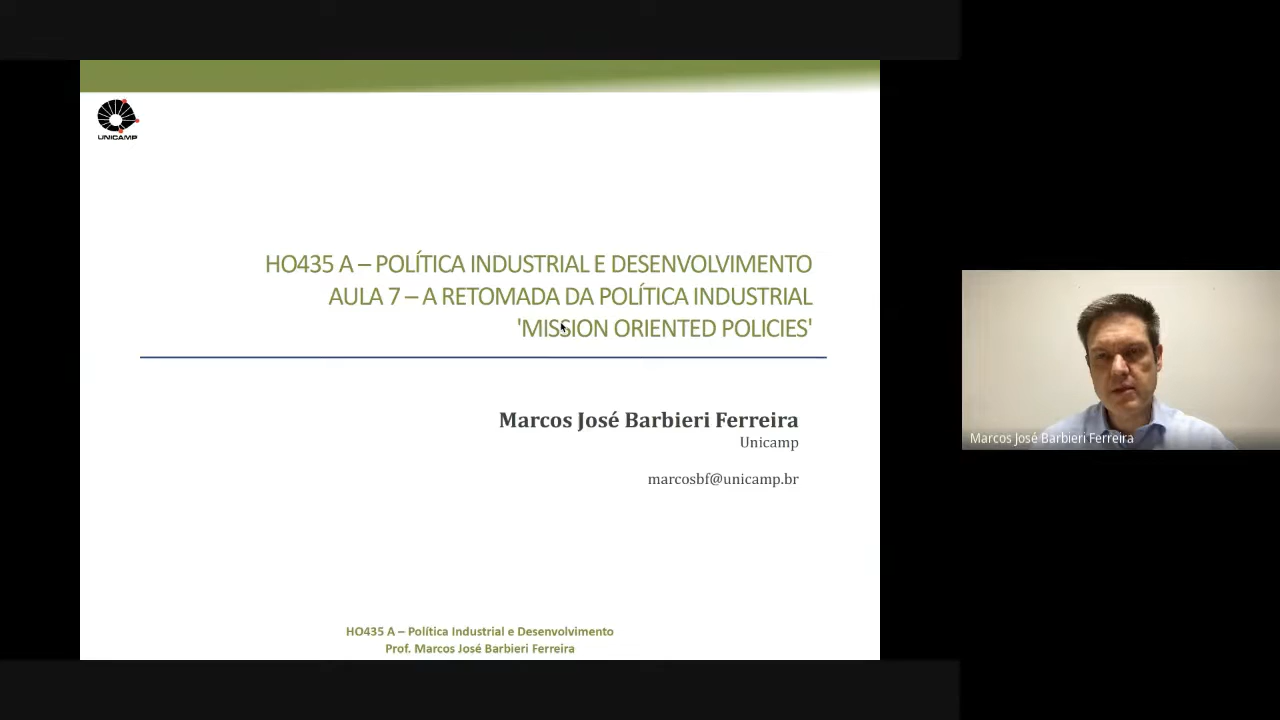 UNICAMP
HO435 A – POLÍTICA INDUSTRIAL E DESENVOLVIMENTO
AULA 7 – A RETOMADA DA POLÍTICA INDUSTRIAL
'MISSION ORIENTED POLICIES'
Marcos José Barbieri Ferreira
Unicamp
marcosbf@unicamp.br
HO435 A – Política Industrial e Desenvolvimento
Prof. Marcos José Barbieri Ferreira
Marcos José Barbieri Ferreira